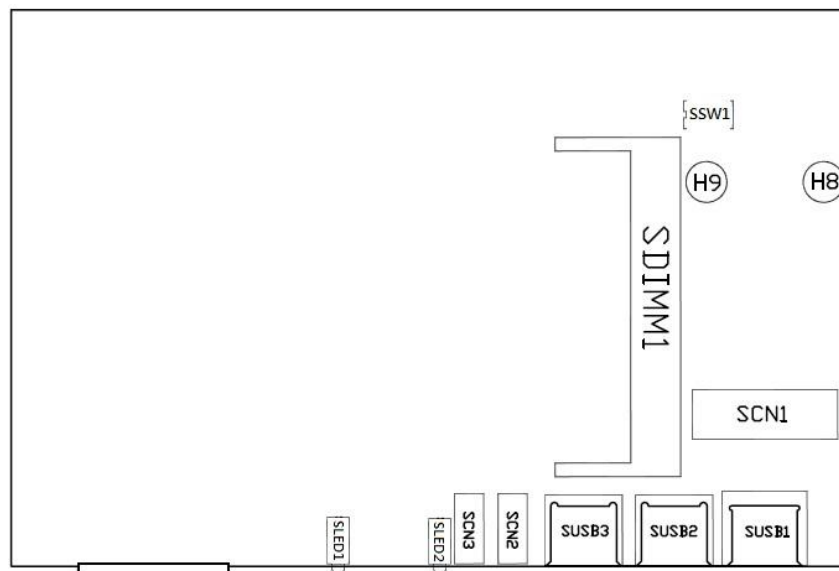 SSW1
H9
H8
SDIMM1
SCN1
SLED1
SLED2
SCN3
SCN2
SUSB3
SUSB2
SUSB1